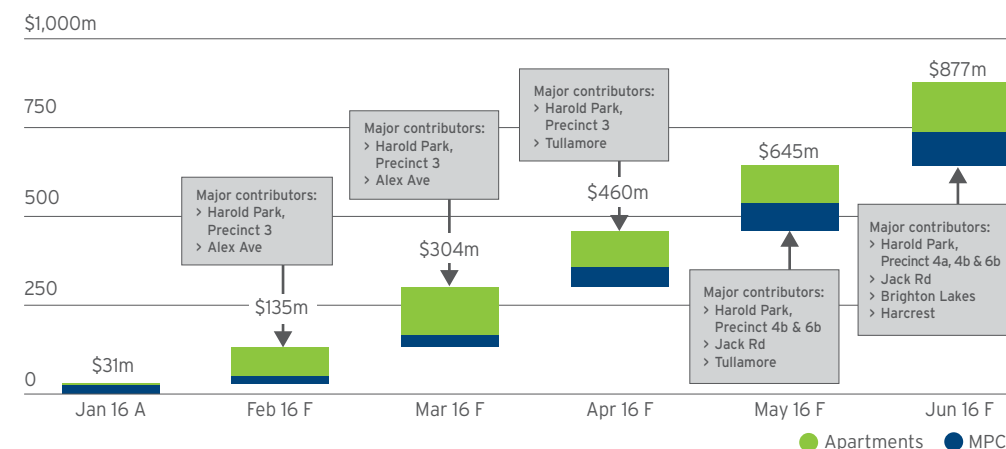 $1,000m
$877m
750
Major contributors:
> Harold Park,
Precinct 3
> Tullamore
Major contributors:
> Harold Park,
Precinct 3
> Alex Ave
$645m
500
Major contributors:
> Harold Park,
Precinct 3
> Alex Ave
$460m
Major contributors:
> Harold Park,
Precinct 4a, 4b & 6b
> Jack Rd
> Brighton Lakes
> Harcrest
$304m
250
$135m
Major contributors:
> Harold Park,
Precinct 4b & 6b
> Jack Rd
> Tullamore
$31m
0
Jan 16 A Feb 16 F Mar 16 F Apr 16 F May 16 F Jun 16 F
Apartments MPC